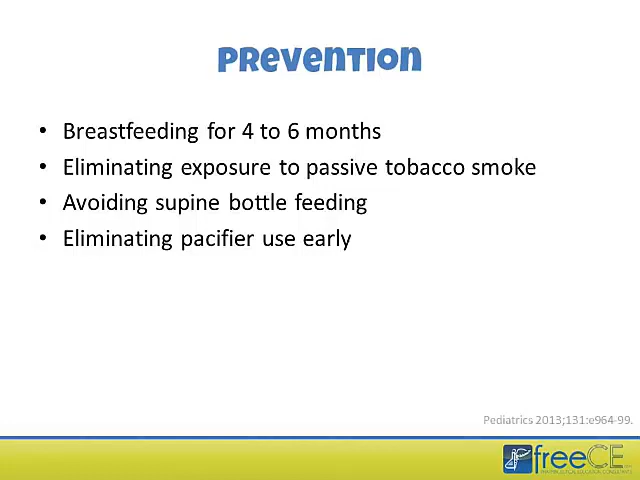 PREVENTION
• Breastfeeding for 4 to 6 months
• Eliminating exposure to passive tobacco smoke
• Avoiding supine bottle feeding
• Eliminating pacifier use early
Pediatrics 2013;131:e964-99.
freeCE